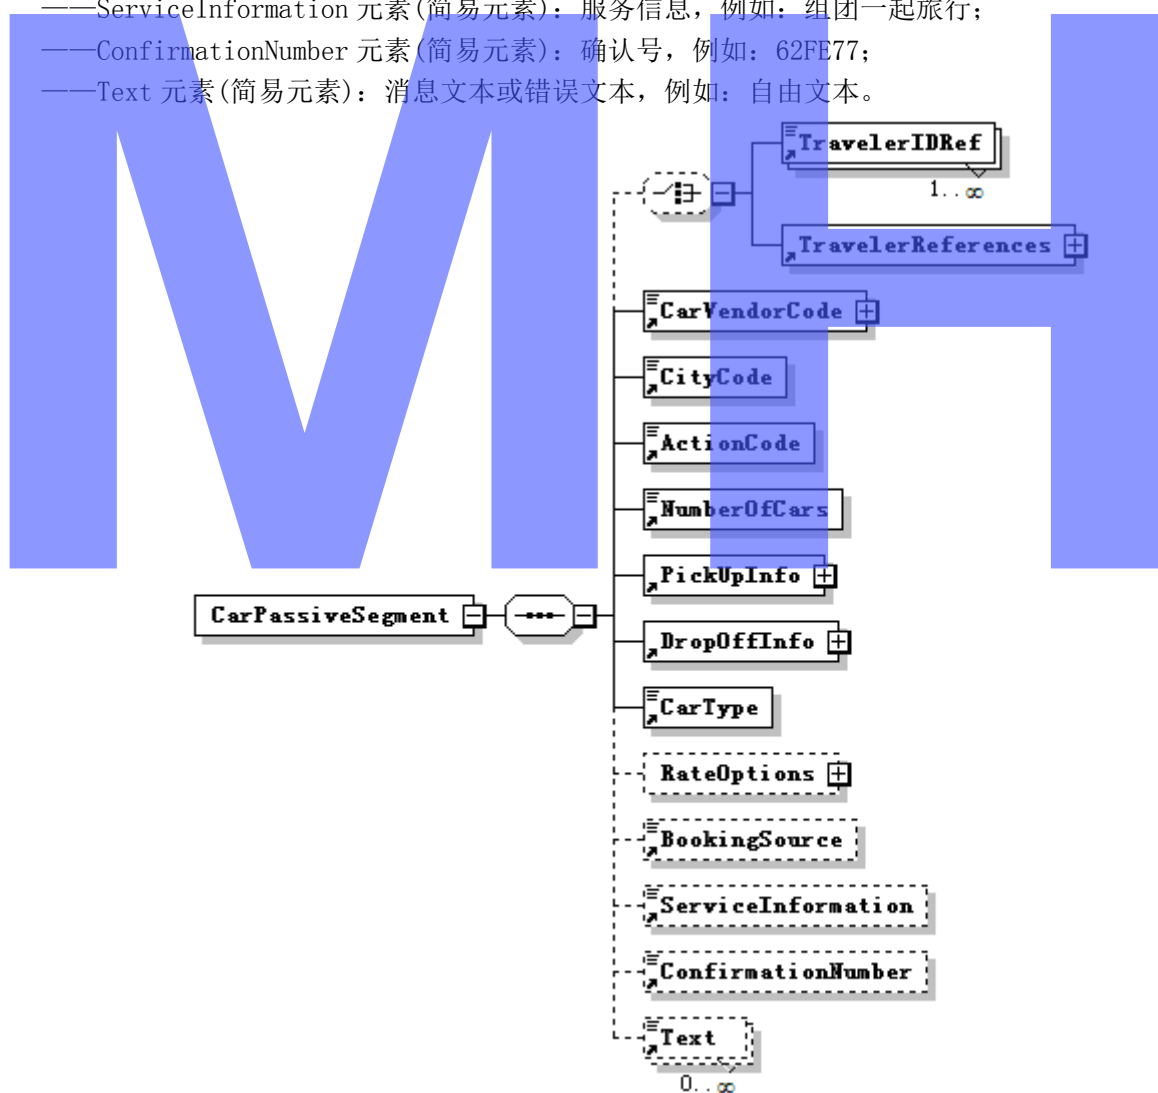 ——ServiceInformation 元素(简易元素): 服务信息, 例如: 组团一起旅行;
——ConfirmationNumber 元素(简易元素): 确认号, 例如: 62FE77;
——Text 元素(简易元素): 消息文本或错误文本, 例如: 自由文本。
TravelerIDRef
1..∞
TravelerReferences
CarVendorCode
CityCode
ActionCode
NumberOfCars
PickUpInfo
CarPassiveSegment
DropOffInfo
CarType
RateOptions
BookingSource
ServiceInformation
ConfirmationNumber
Text
0..∞
MH